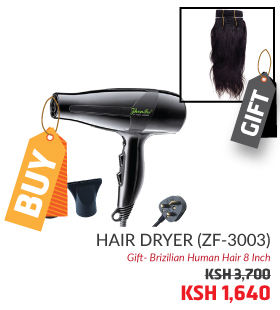 GIFT
BUY
HAIR DRYER (ZF-3003)
Gift- Brizilian Human Hair 8 Inch
KSH 3,700
KSH 1,640